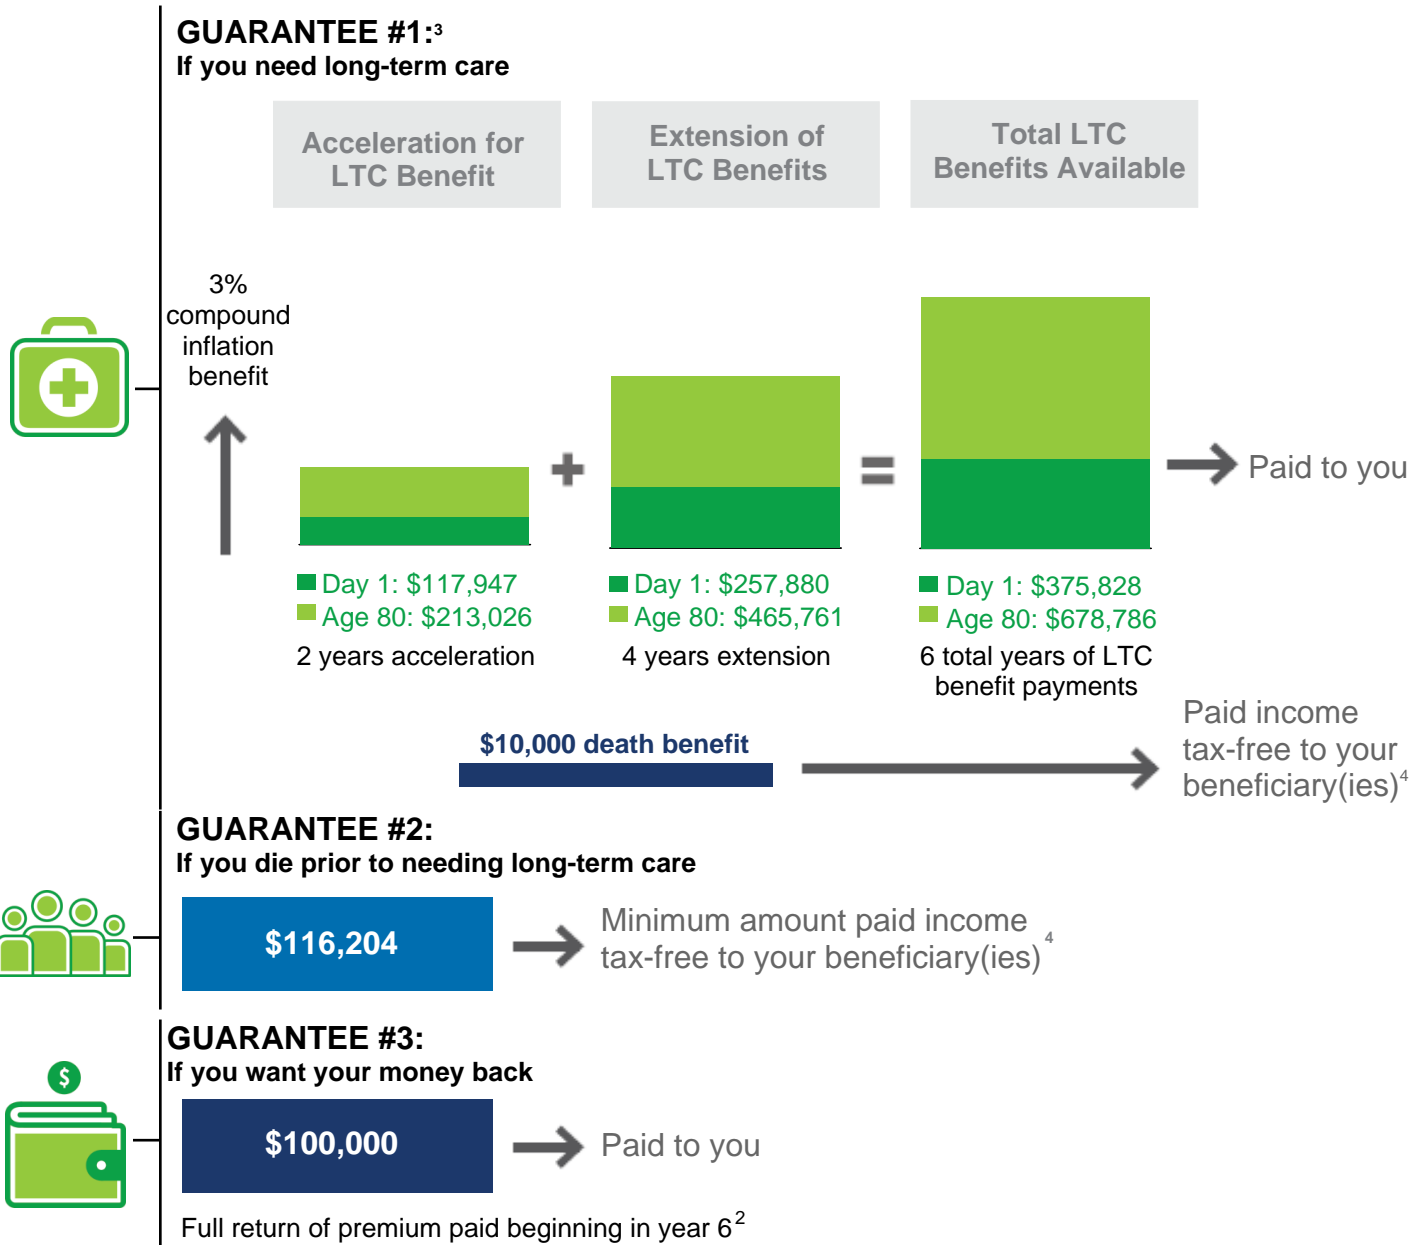 GUARANTEE #1:³
If you need long-term care
Acceleration for
LTC Benefit
Extension of
LTC Benefits
Total LTC
Benefits Available
3%
compound
inflation
benefit
+
=
Paid to you
Day 1: $117,947
Age 80: $213,026
2 years acceleration
Day 1: $257,880
Age 80: $465,761
4 years extension
Day 1: $375,828
Age 80: $678,786
6 total years of LTC
benefit payments
$10,000 death benefit
Paid income
tax-free to your
beneficiary(ies)⁴
GUARANTEE #2:
If you die prior to needing long-term care
$116,204
Minimum amount paid income
tax-free to your beneficiary(ies)⁴
GUARANTEE #3:
If you want your money back
$
$100,000
Paid to you
Full return of premium paid beginning in year 6²